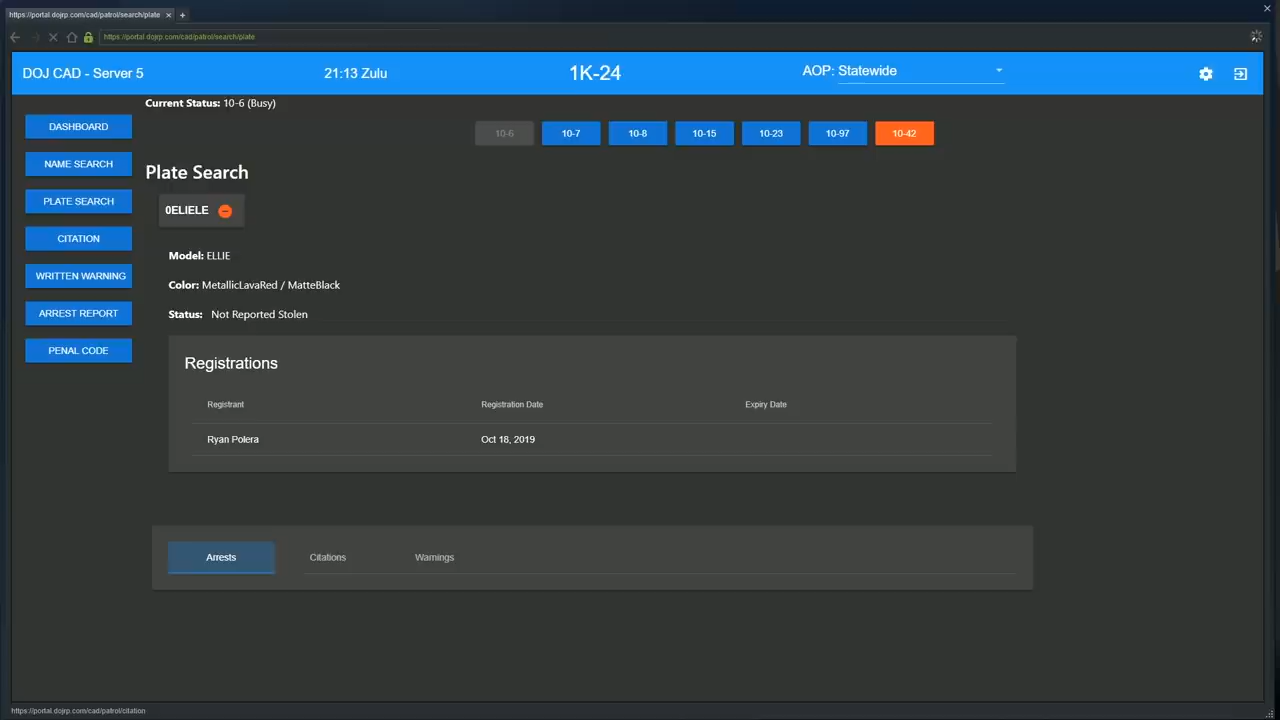 https://portal.dojrp.com/cad/patrol/search/plate
https://portal.dojrp.com/cad/patrol/search/plate
DOJ CAD - Server 5
21:13 Zulu
1K-24
AOP: Statewide
Current Status: 10-6 (Busy)
10-6
10-7
10-8
10-15
10-23
10-97
10-42
DASHBOARD
NAME SEARCH
PLATE SEARCH
CITATION
WRITTEN WARNING
ARREST REPORT
PENAL CODE
Plate Search
0ELIELE
Model: ELLIE
Color: MetallicLavaRed / MatteBlack
Status: Not Reported Stolen
Registrations
Registrant Registration Date Expiry Date
Ryan Polera Oct 18, 2019
Arrests Citations Warnings
https://portal.dojrp.com/cad/patrol/citation